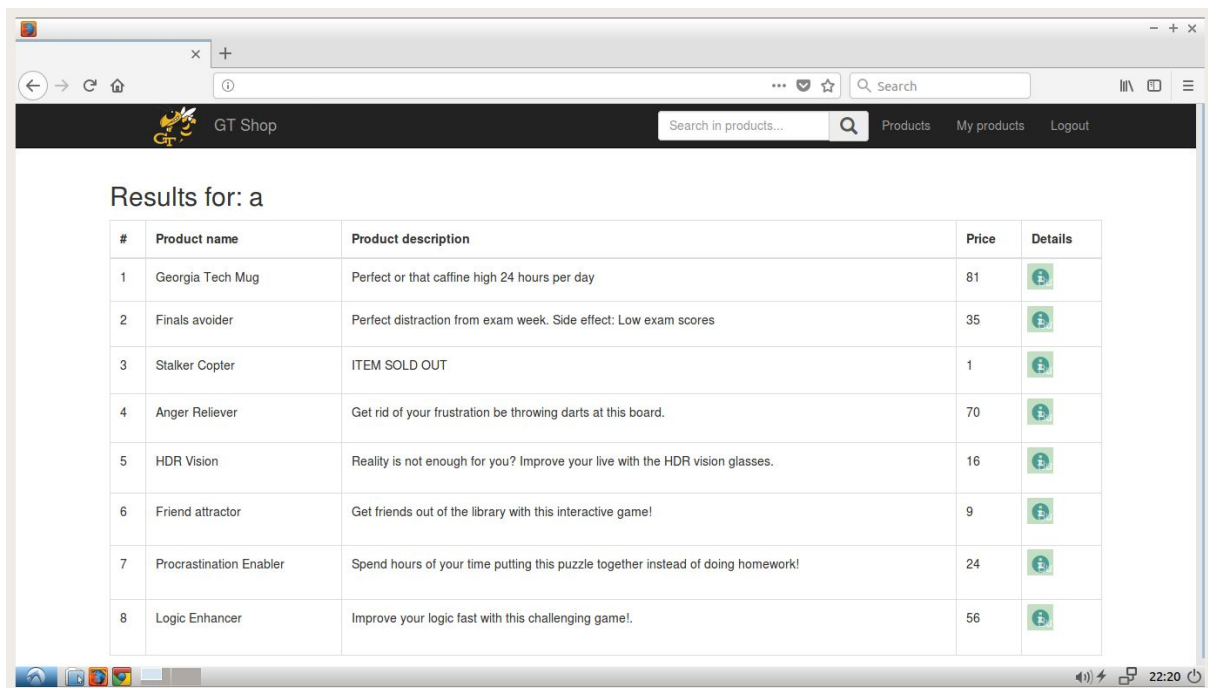 Search
GT GT Shop Search in products... Products My products Logout
Results for: a
# Product name Product description Price Details
1 Georgia Tech Mug Perfect or that caffine high 24 hours per day 81
2 Finals avoider Perfect distraction from exam week. Side effect: Low exam scores 35
3 Stalker Copter ITEM SOLD OUT 1
4 Anger Reliever Get rid of your frustration be throwing darts at this board. 70
5 HDR Vision Reality is not enough for you? Improve your live with the HDR vision glasses. 16
6 Friend attractor Get friends out of the library with this interactive game! 9
7 Procrastination Enabler Spend hours of your time putting this puzzle together instead of doing homework! 24
8 Logic Enhancer Improve your logic fast with this challenging game!. 56
22:20